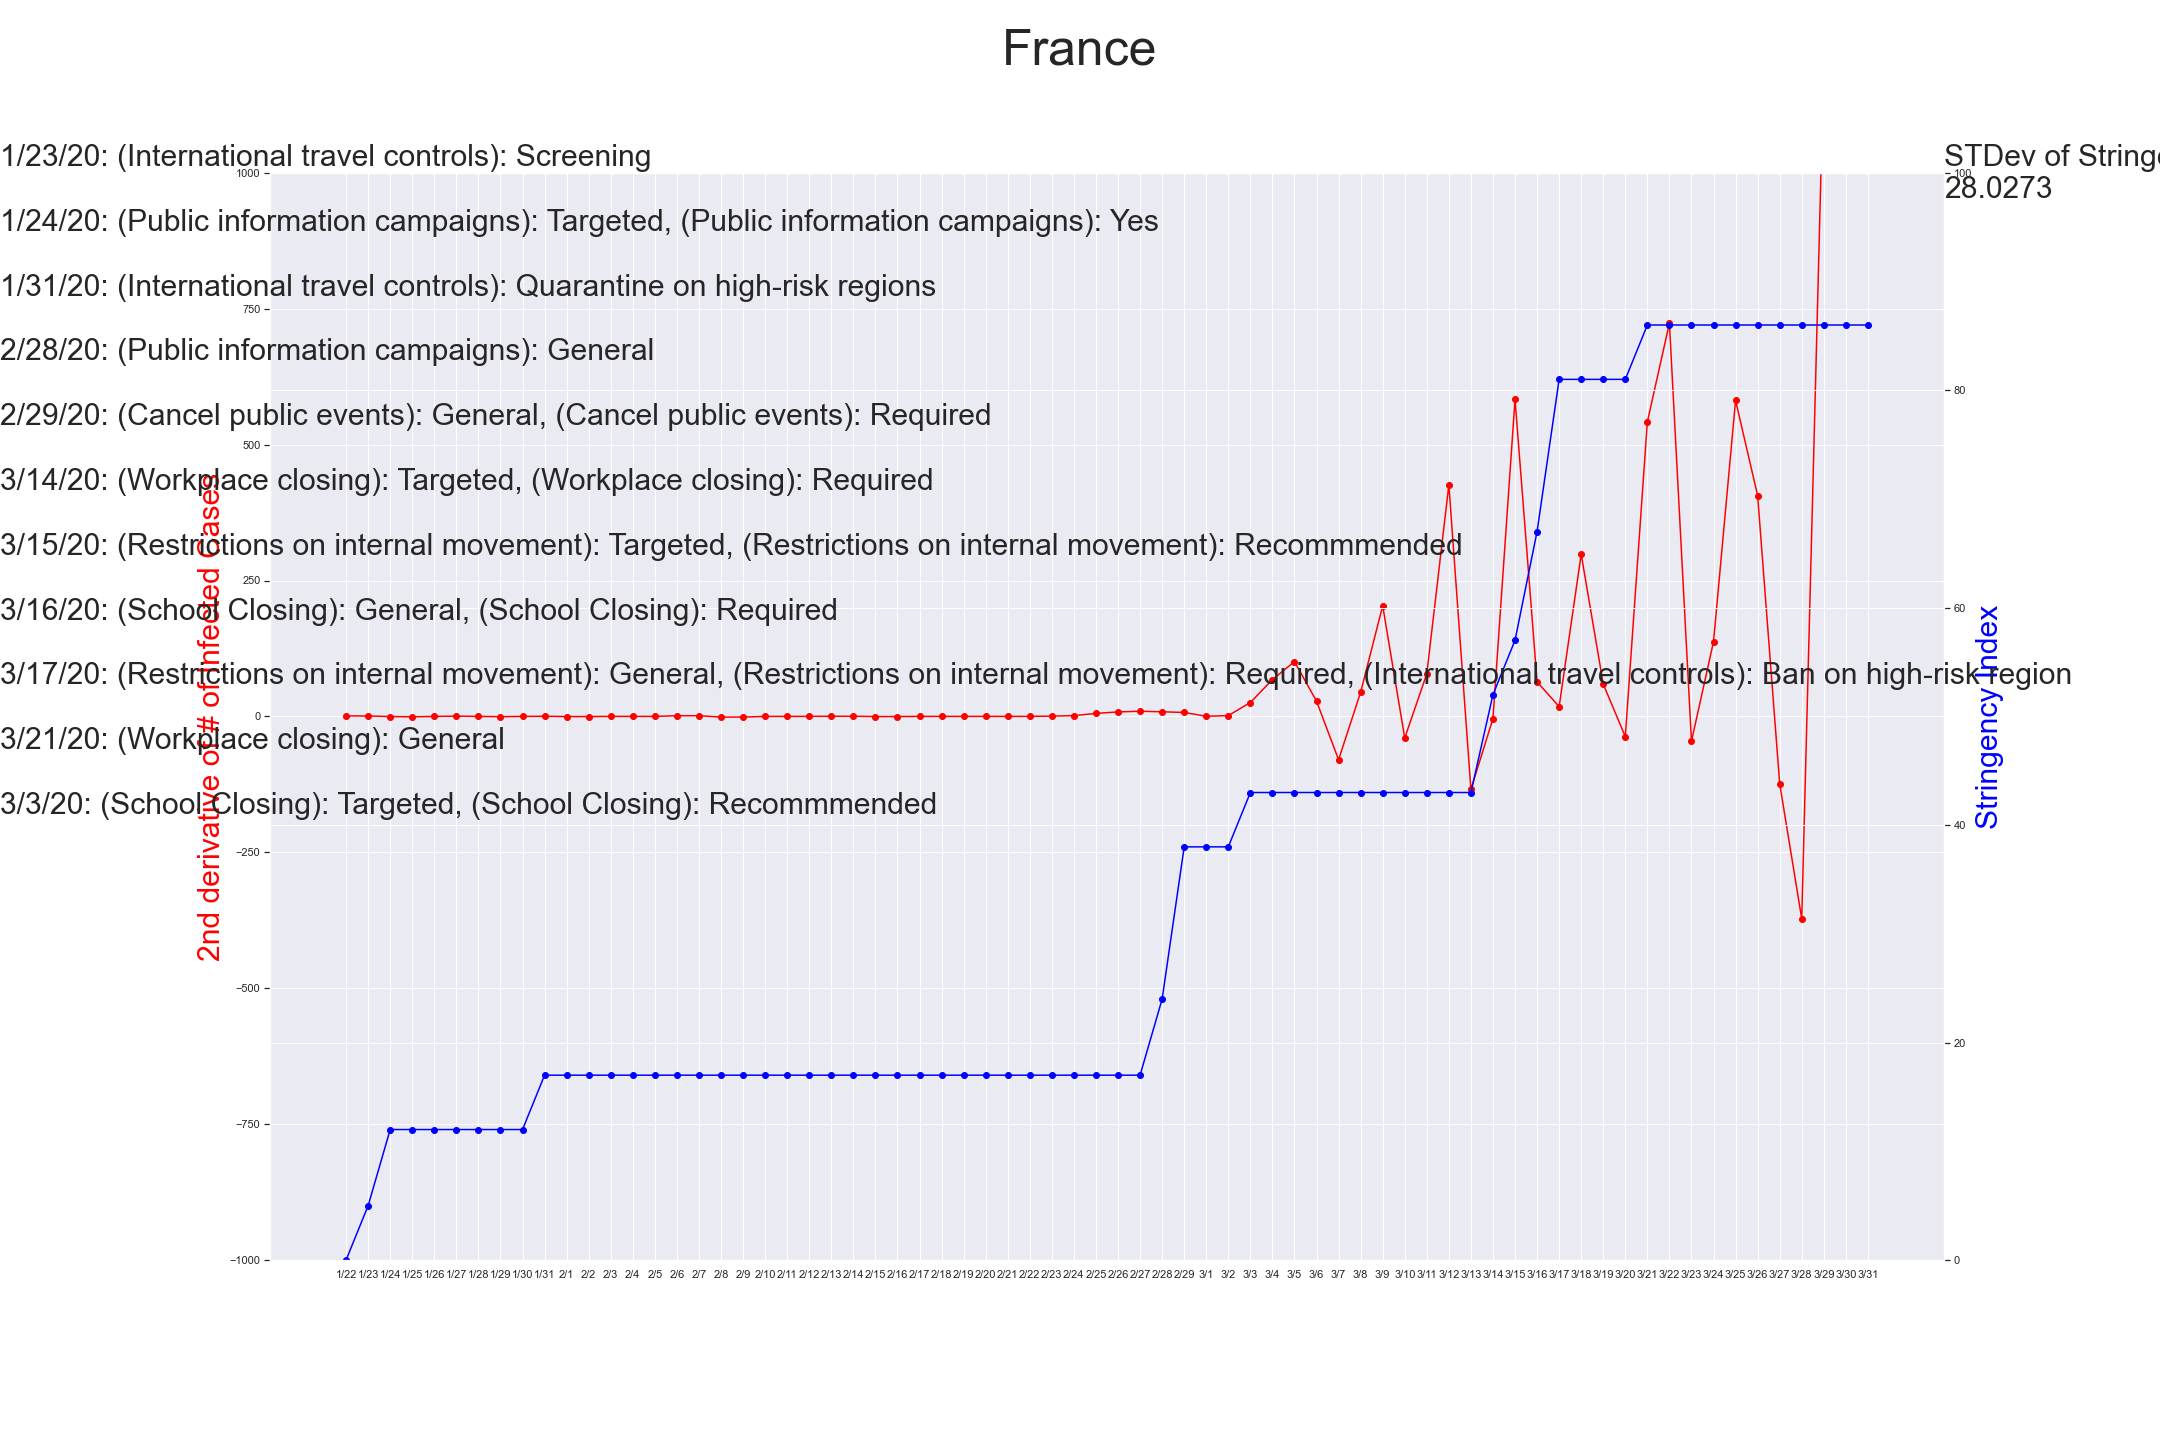 France
1/23/20: (International travel controls): Screening
STDev of Stringe
28.0273
1/24/20: (Public information campaigns): Targeted, (Public information campaigns): Yes
1/31/20: (International travel controls): Quarantine on high-risk regions
2/28/20: (Public information campaigns): General
2/29/20: (Cancel public events): General, (Cancel public events): Required
3/14/20: (Workplace closing): Targeted, (Workplace closing): Required
3/15/20: (Restrictions on internal movement): Targeted, (Restrictions on internal movement): Recommmended
3/16/20: (School Closing): General, (School Closing): Required
3/17/20: (Restrictions on internal movement): General, (Restrictions on internal movement): Required, (International travel controls): Ban on high-risk region
3/21/20: (Workplace closing): General
3/3/20: (School Closing): Targeted, (School Closing): Recommmended
2nd derivative of # of Infected Cases
1000
750
500
250
0
−250
−500
−750
−1000
Stringency Index
100
80
60
40
20
0
1/22 1/23 1/24 1/25 1/26 1/27 1/28 1/29 1/30 1/31 2/1 2/2 2/3 2/4 2/5 2/6 2/7 2/8 2/9 2/10 2/11 2/12 2/13 2/14 2/15 2/16 2/17 2/18 2/19 2/20 2/21 2/22 2/23 2/24 2/25 2/26 2/27 2/28 2/29 3/1 3/2 3/3 3/4 3/5 3/6 3/7 3/8 3/9 3/10 3/11 3/12 3/13 3/14 3/15 3/16 3/17 3/18 3/19 3/20 3/21 3/22 3/23 3/24 3/25 3/26 3/27 3/28 3/29 3/30 3/31